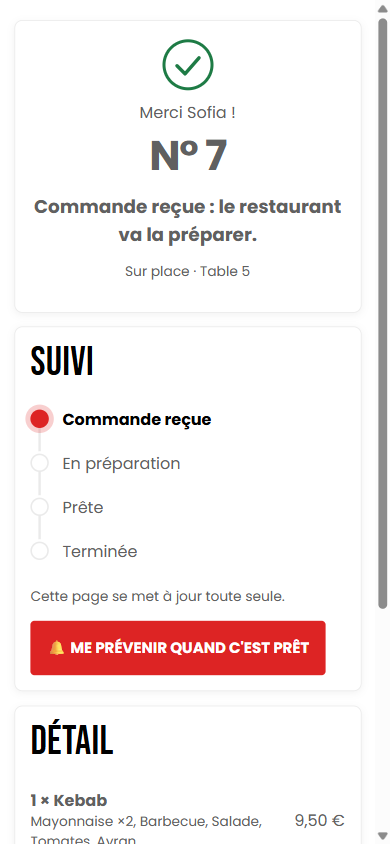 Merci Sofia !
N° 7
Commande reçue : le restaurant
va la préparer.
Sur place · Table 5
SUIVI
Commande reçue
En préparation
Prête
Terminée
Cette page se met à jour toute seule.
🔔 ME PRÉVENIR QUAND C'EST PRÊT
DÉTAIL
1 × Kebab
Mayonnaise ×2, Barbecue, Salade, 9,50 €
Tomates, Ayran